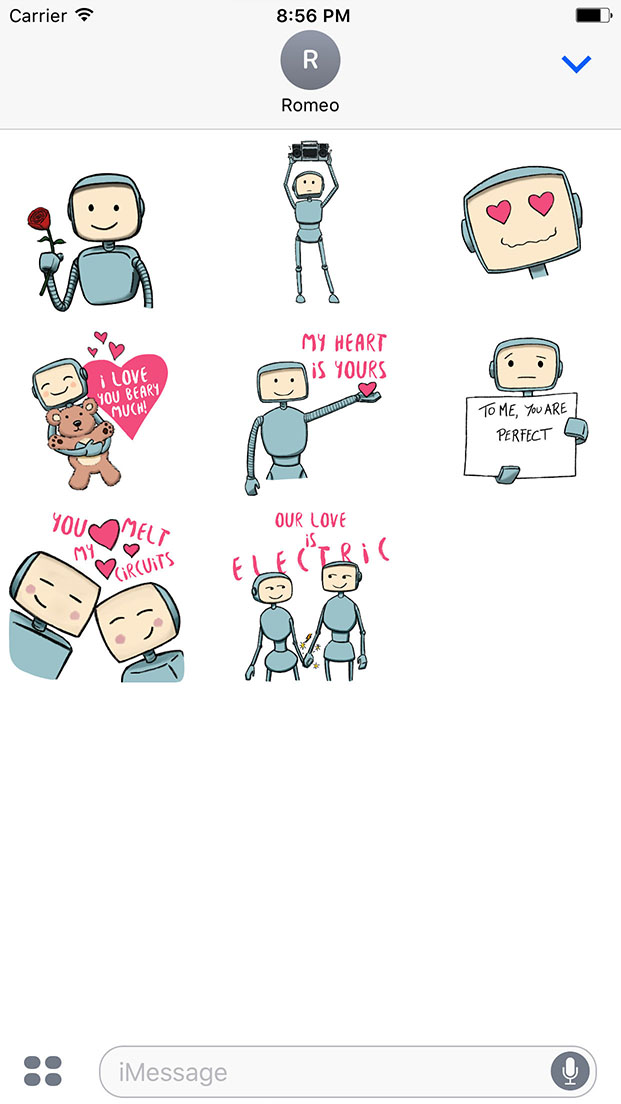 Carrier 8:56 PM
R
Romeo
i LOVE
YOU BEARY
MUCH!
MY HEART
iS YOURS
TO ME, YOU ARE
PERFECT
YOU MELT
MY
CiRCUiTS
OUR LOVE
iS
ELECTRiC
iMessage